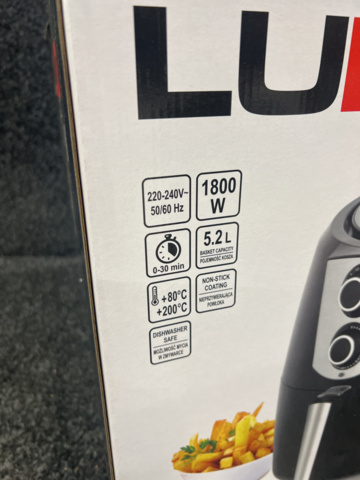 LU
220-240V~
50/60 Hz
1800
W
0-30 min
5.2 L
BASKET CAPACITY
POJEMNOŚĆ KOSZA
+80°C
+200°C
NON-STICK
COATING
NIEPRZYWIERAJĄCA
POWŁOKA
DISHWASHER
SAFE
MOŻLIWOŚĆ MYCIA
W ZMYWARCE